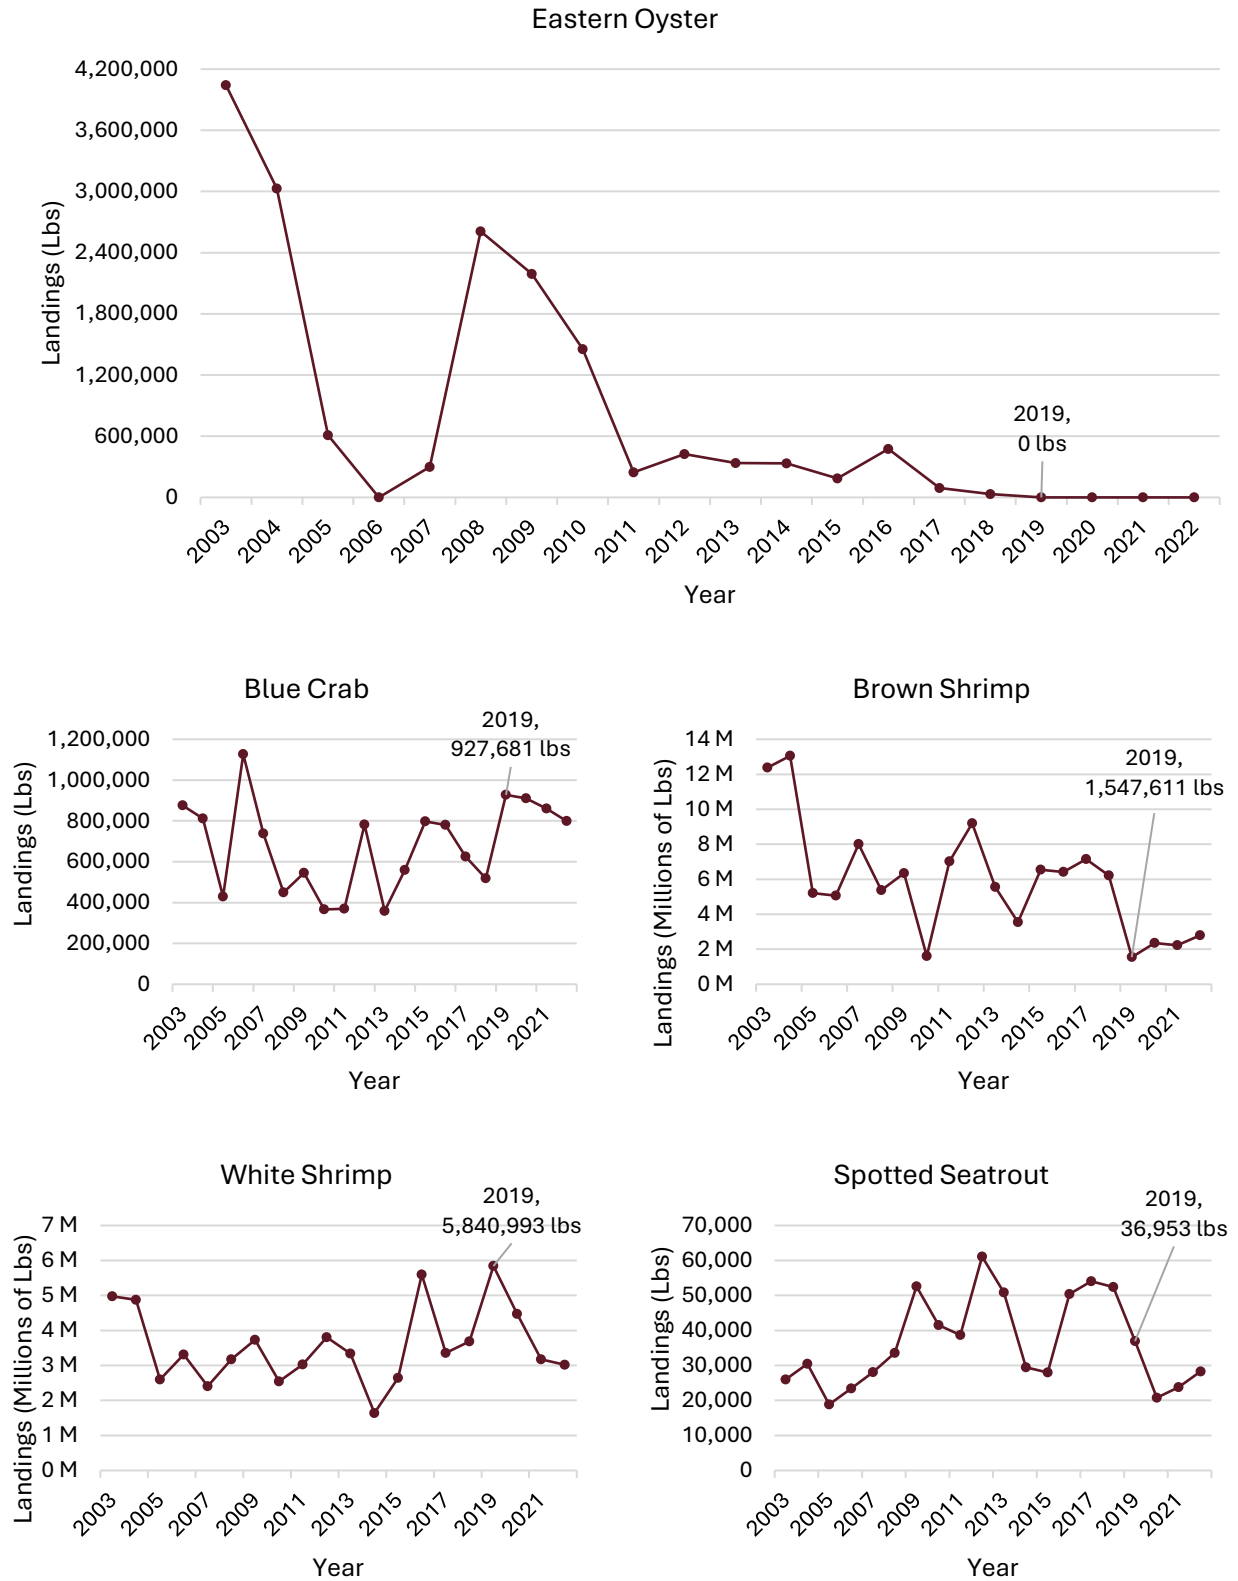 Eastern Oyster
4,200,000
3,600,000
3,000,000
2,400,000
1,800,000
1,200,000
600,000
0
Landings (Lbs)
2019,
0 lbs
2003
2004
2005
2006
2007
2008
2009
2010
2011
2012
2013
2014
2015
2016
2017
2018
2019
2020
2021
2022
Year
Blue Crab
1,200,000
1,000,000
800,000
600,000
400,000
200,000
0
Landings (Lbs)
2019,
927,681 lbs
2003
2005
2007
2009
2011
2013
2015
2017
2019
2021
Year
Brown Shrimp
14 M
12 M
10 M
8 M
6 M
4 M
2 M
0 M
Landings (Millions of Lbs)
2019,
1,547,611 lbs
2003
2005
2007
2009
2011
2013
2015
2017
2019
2021
Year
White Shrimp
7 M
6 M
5 M
4 M
3 M
2 M
1 M
0 M
Landings (Millions of Lbs)
2019,
5,840,993 lbs
2003
2005
2007
2009
2011
2013
2015
2017
2019
2021
Year
Spotted Seatrout
70,000
60,000
50,000
40,000
30,000
20,000
10,000
0
Landings (Lbs)
2019,
36,953 lbs
2003
2005
2007
2009
2011
2013
2015
2017
2019
2021
Year